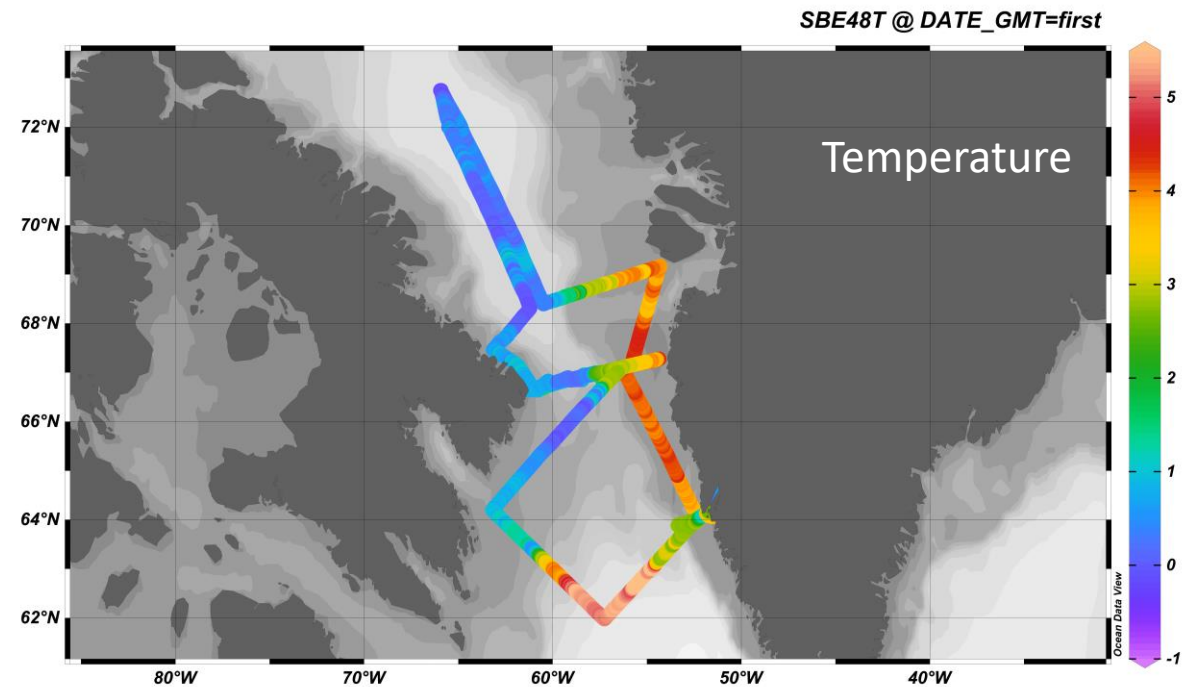 SBE48T @ DATE_GMT=first
Temperature
72°N
70°N
68°N
66°N
64°N
62°N
80°W
70°W
60°W
50°W
40°W
5
4
3
2
1
0
-1
Ocean Data View